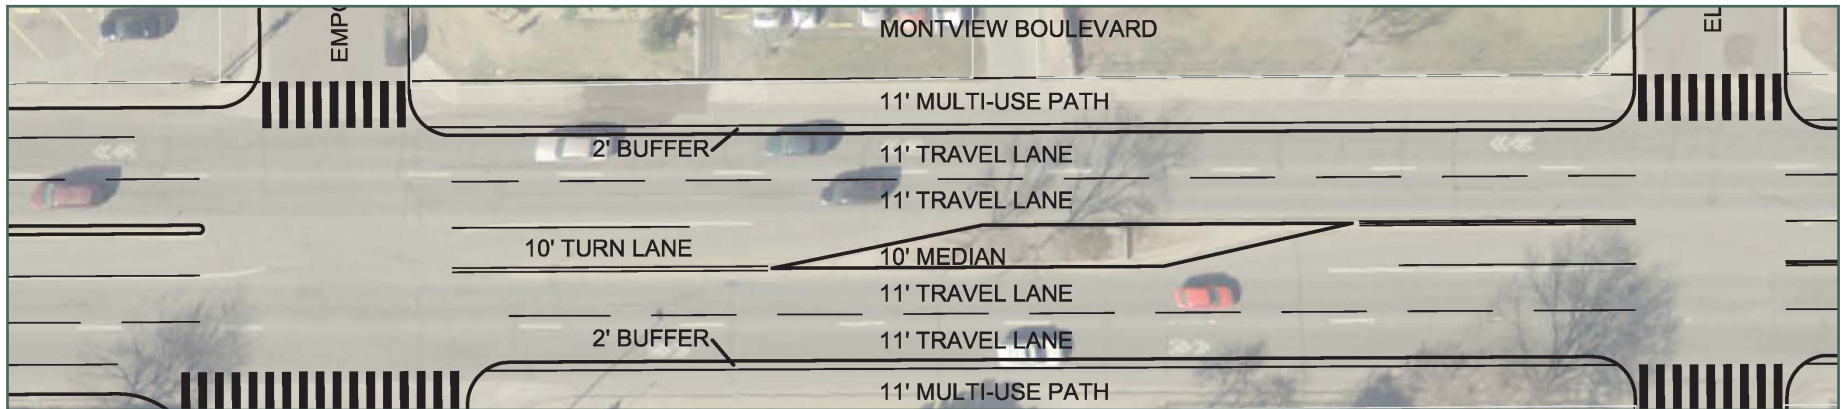 MONTVIEW BOULEVARD
11' MULTI-USE PATH
2' BUFFER
11' TRAVEL LANE
11' TRAVEL LANE
10' TURN LANE
10' MEDIAN
11' TRAVEL LANE
2' BUFFER
11' TRAVEL LANE
11' MULTI-USE PATH